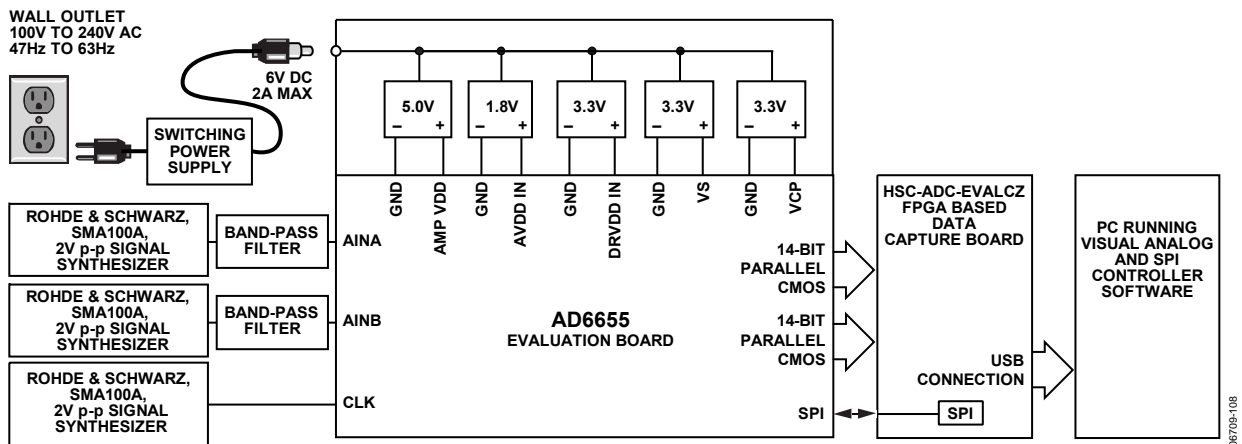 WALL OUTLET
100V TO 240V AC
47Hz TO 63Hz
6V DC
2A MAX
SWITCHING
POWER
SUPPLY
5.0V
– +
1.8V
– +
3.3V
– +
3.3V
– +
3.3V
– +
GND
AMP VDD
GND
AVDD IN
GND
DRVDD IN
GND
VS
GND
VCP
ROHDE & SCHWARZ,
SMA100A,
2V p-p SIGNAL
SYNTHESIZER
BAND-PASS
FILTER
AINA
ROHDE & SCHWARZ,
SMA100A,
2V p-p SIGNAL
SYNTHESIZER
BAND-PASS
FILTER
AINB
ROHDE & SCHWARZ,
SMA100A,
2V p-p SIGNAL
SYNTHESIZER
CLK
AD6655
EVALUATION BOARD
14-BIT
PARALLEL
CMOS
14-BIT
PARALLEL
CMOS
SPI
HSC-ADC-EVALCZ
FPGA BASED
DATA
CAPTURE BOARD
USB
CONNECTION
SPI
PC RUNNING
VISUAL ANALOG
AND SPI
CONTROLLER
SOFTWARE
06709-108